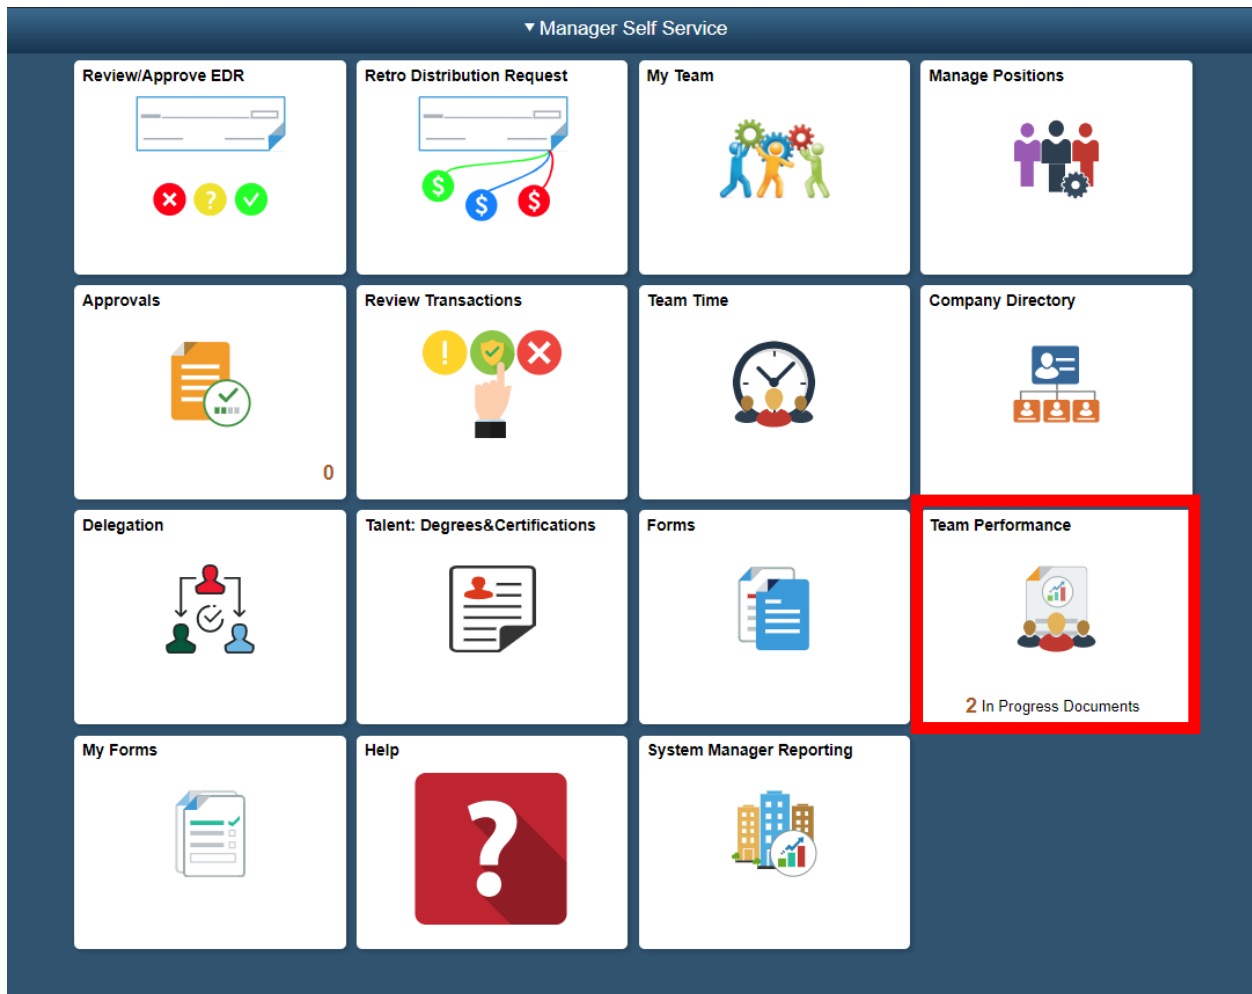 Manager Self Service
Review/Approve EDR
Retro Distribution Request
My Team
Manage Positions
Approvals
0
Review Transactions
Team Time
Company Directory
Delegation
Talent: Degrees&Certifications
Forms
Team Performance
2 In Progress Documents
My Forms
Help
System Manager Reporting